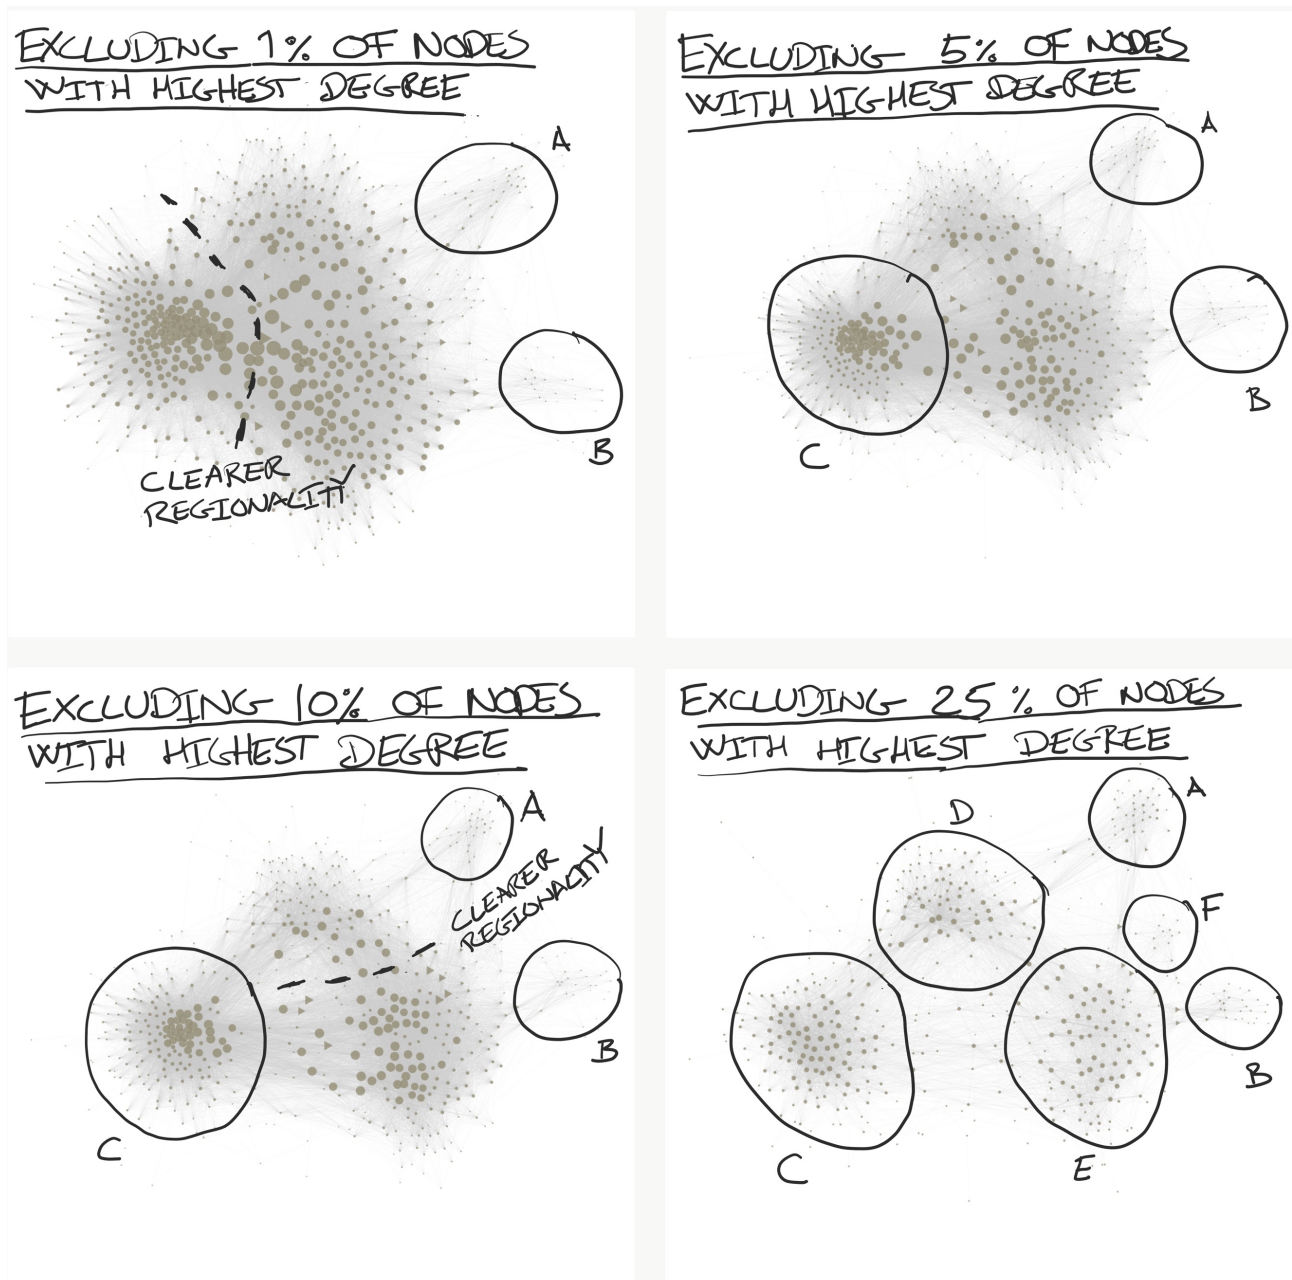 EXCLUDING 1% OF NODES
WITH HIGHEST DEGREE
A
B
CLEARER
REGIONALITY
EXCLUDING 5% OF NODES
WITH HIGHEST DEGREE
A
B
C
EXCLUDING 10% OF NODES
WITH HIGHEST DEGREE
A
CLEARER
REGIONALITY
B
C
EXCLUDING 25% OF NODES
WITH HIGHEST DEGREE
A
D
F
B
C
E